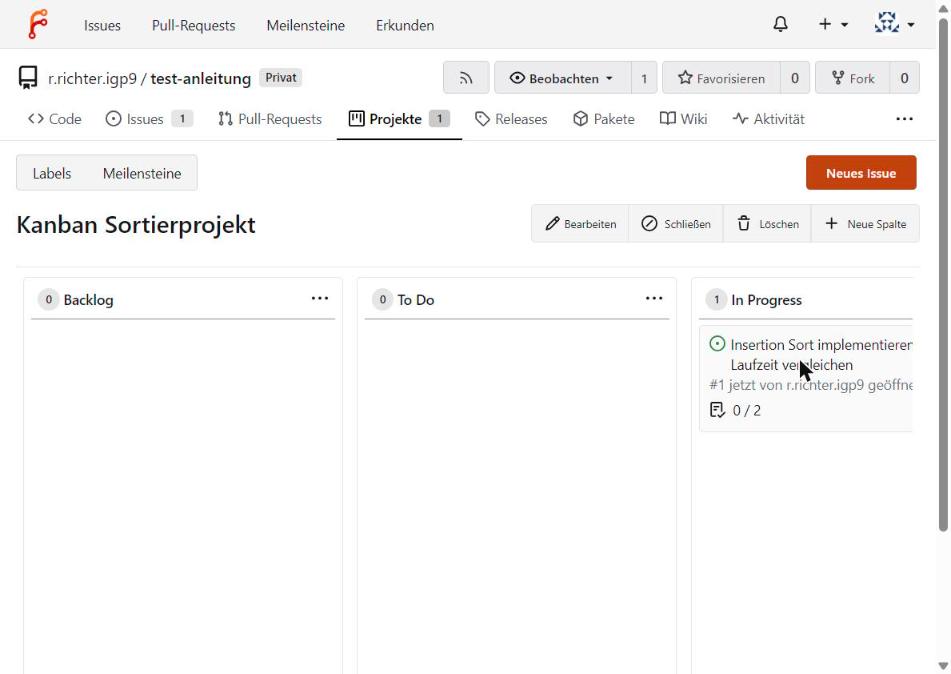 Issues Pull-Requests Meilensteine Erkunden
r.richter.igp9 / test-anleitung Privat Beobachten 1 Favorisieren 0 Fork 0
Code Issues 1 Pull-Requests Projekte 1 Releases Pakete Wiki Aktivität
Labels Meilensteine Neues Issue
Kanban Sortierprojekt Bearbeiten Schließen Löschen Neue Spalte
0 Backlog 0 To Do 1 In Progress
Insertion Sort implementieren
Laufzeit vergleichen
#1 jetzt von r.richter.igp9 geöffne
0 / 2